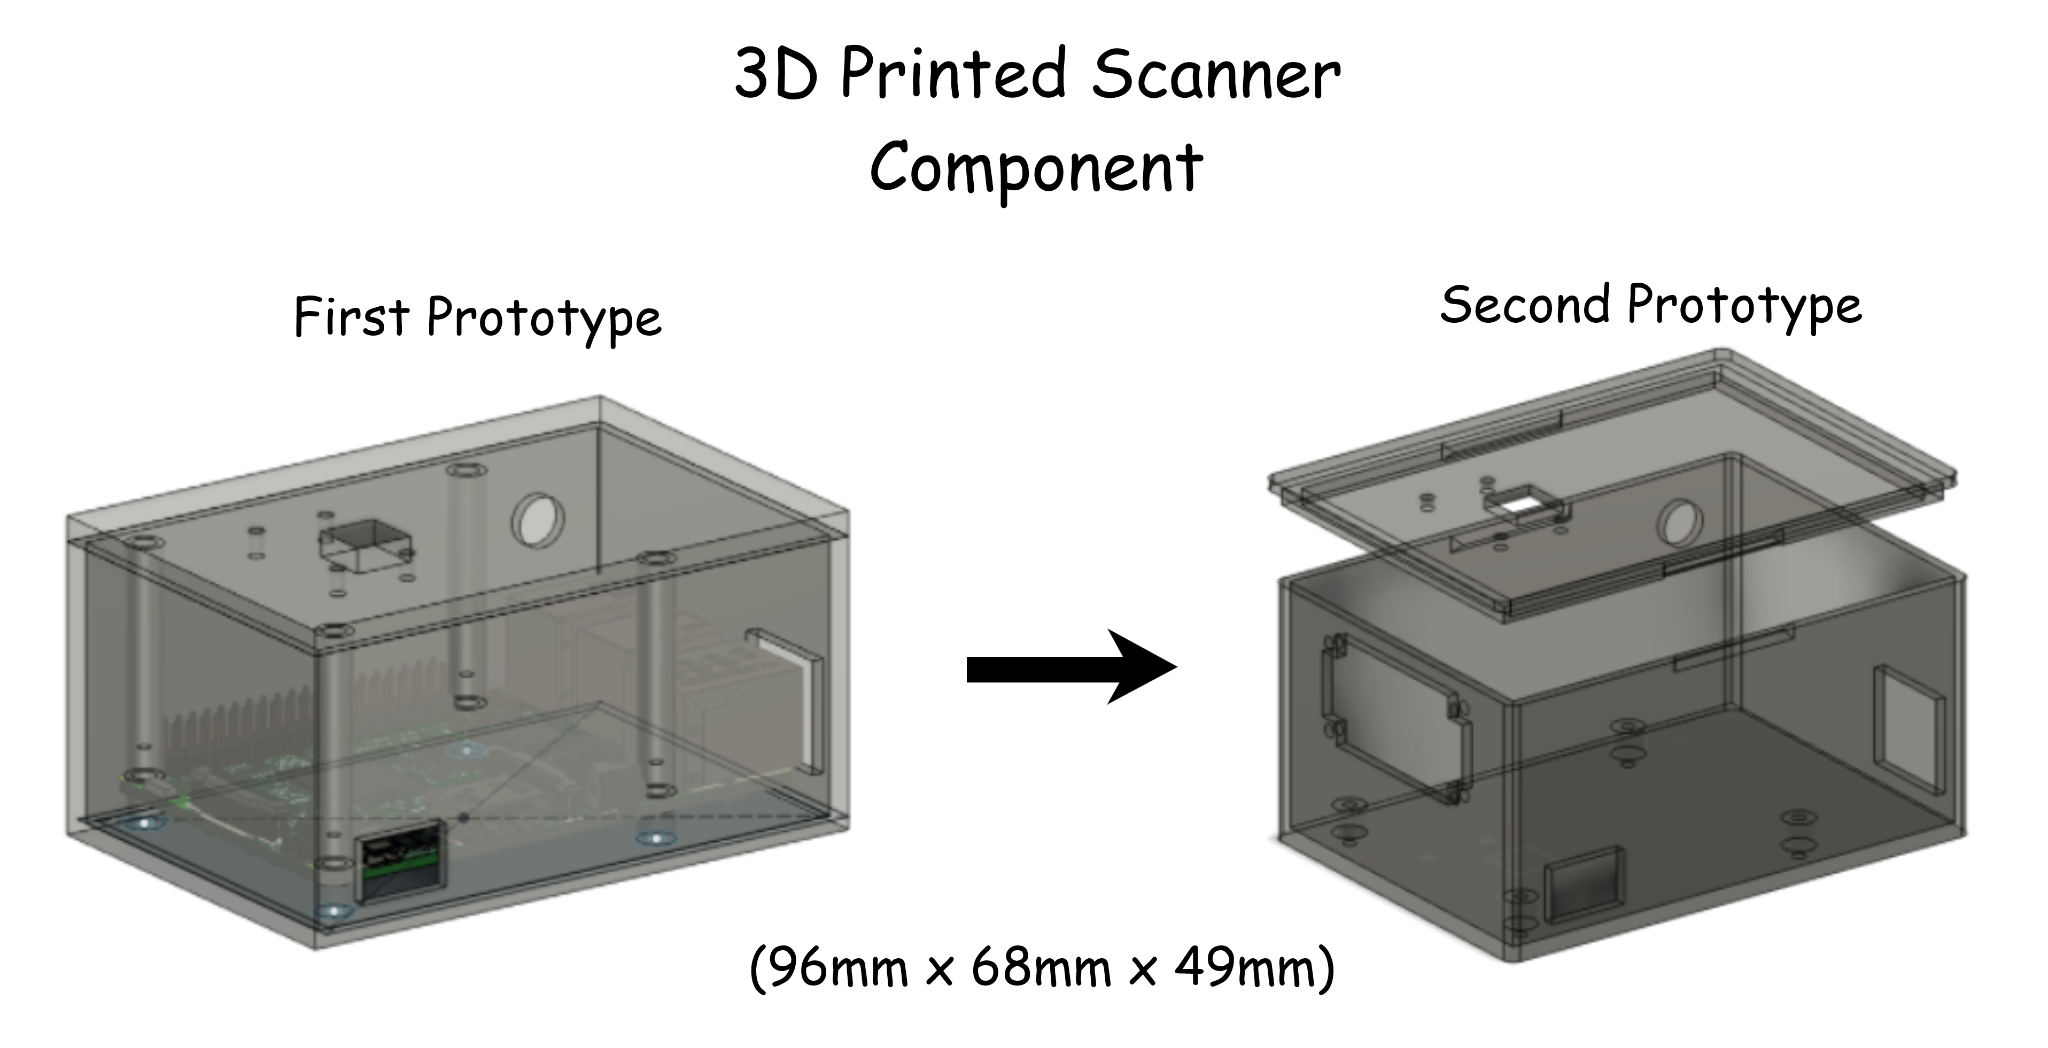 3D Printed Scanner
Component
First Prototype
Second Prototype
(96mm x 68mm x 49mm)